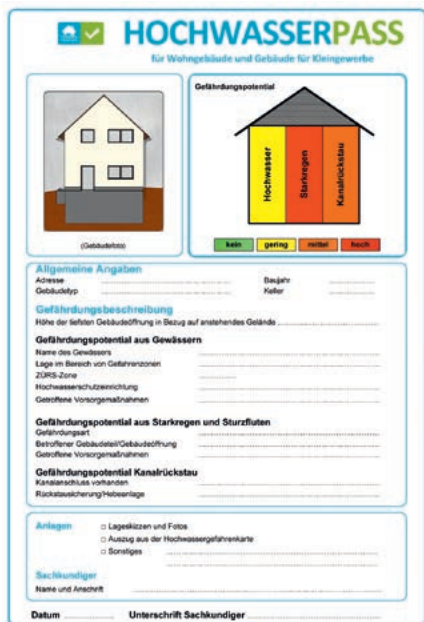 HOCHWASSERPASS
für Wohngebäude und Gebäude für Kleingewerbe
(Gebäudefoto)
Gefährdungspotential
Hochwasser
Starkregen
Kanalrückstau
kein gering mittel hoch
Allgemeine Angaben
Adresse Baujahr
Gebäudetyp Keller
Gefährdungsbeschreibung
Höhe der tiefsten Gebäudeöffnung in Bezug auf anstehendes Gelände
Gefährdungspotential aus Gewässern
Name des Gewässers
Lage im Bereich von Gefahrenzonen
ZÜRS-Zone
Hochwasserschutzeinrichtung
Getroffene Vorsorgemaßnahmen
Gefährdungspotential aus Starkregen und Sturzfluten
Gefährdungsart
Betroffener Gebäudeteil/Gebäudeöffnung
Getroffene Vorsorgemaßnahmen
Gefährdungspotential Kanalrückstau
Kanalanschluss vorhanden
Rückstausicherung/Hebeanlage
Anlagen □ Lageskizzen und Fotos
□ Auszug aus der Hochwassergefahrenkarte
□ Sonstiges
Sachkundiger
Name und Anschrift
Datum Unterschrift Sachkundiger